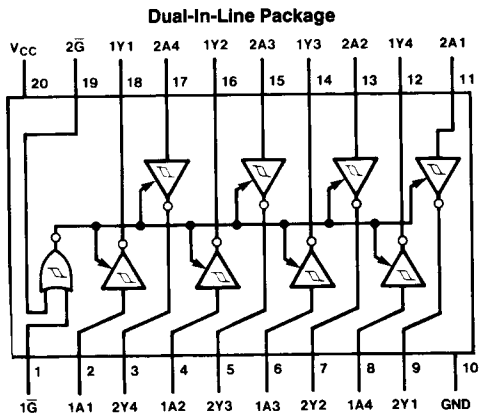 Dual-In-Line Package
VCC 2G̅ 1Y1 2A4 1Y2 2A3 1Y3 2A2 1Y4 2A1
20 19 18 17 16 15 14 13 12 11
1 2 3 4 5 6 7 8 9 10
1G̅ 1A1 2Y4 1A2 2Y3 1A3 2Y2 1A4 2Y1 GND